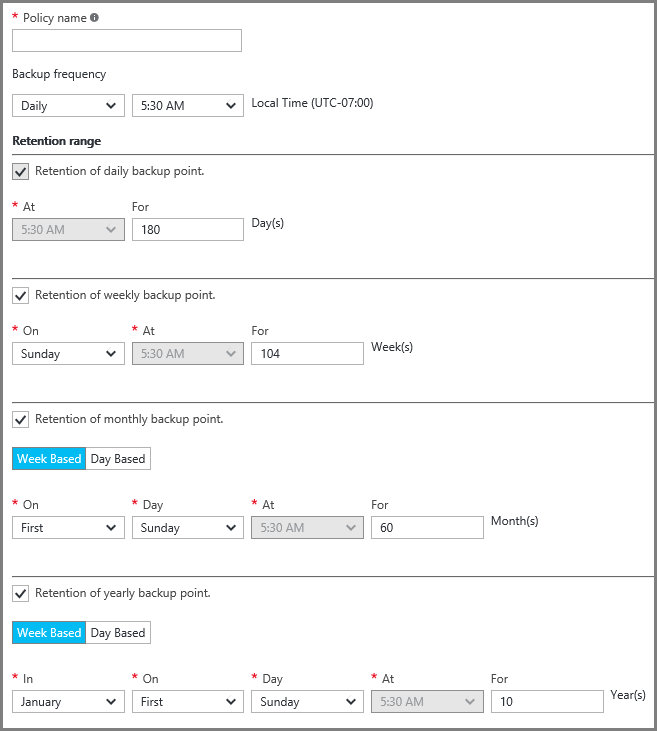 * Policy name
Backup frequency
Daily 5:30 AM Local Time (UTC-07:00)
Retention range
Retention of daily backup point.
* At For
5:30 AM 180 Day(s)
Retention of weekly backup point.
* On * At For
Sunday 5:30 AM 104 Week(s)
Retention of monthly backup point.
Week Based Day Based
* On * Day * At For
First Sunday 5:30 AM 60 Month(s)
Retention of yearly backup point.
Week Based Day Based
* In * On * Day * At For
January First Sunday 5:30 AM 10 Year(s)